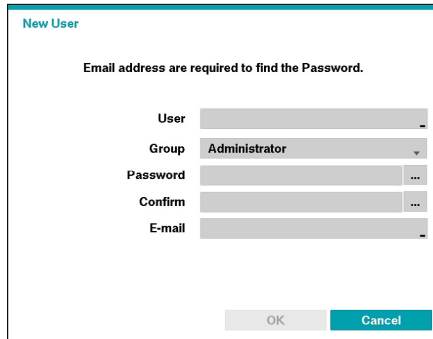 New User
Email address are required to find the Password.
User
Group Administrator
Password ...
Confirm ...
E-mail
OK Cancel